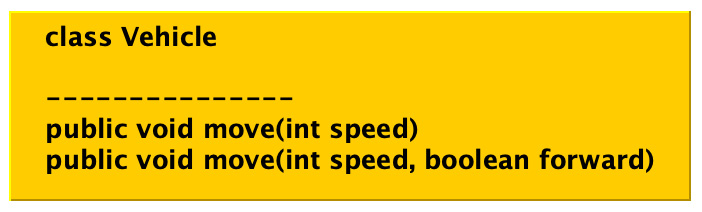 class Vehicle
---------------
public void move(int speed)
public void move(int speed, boolean forward)